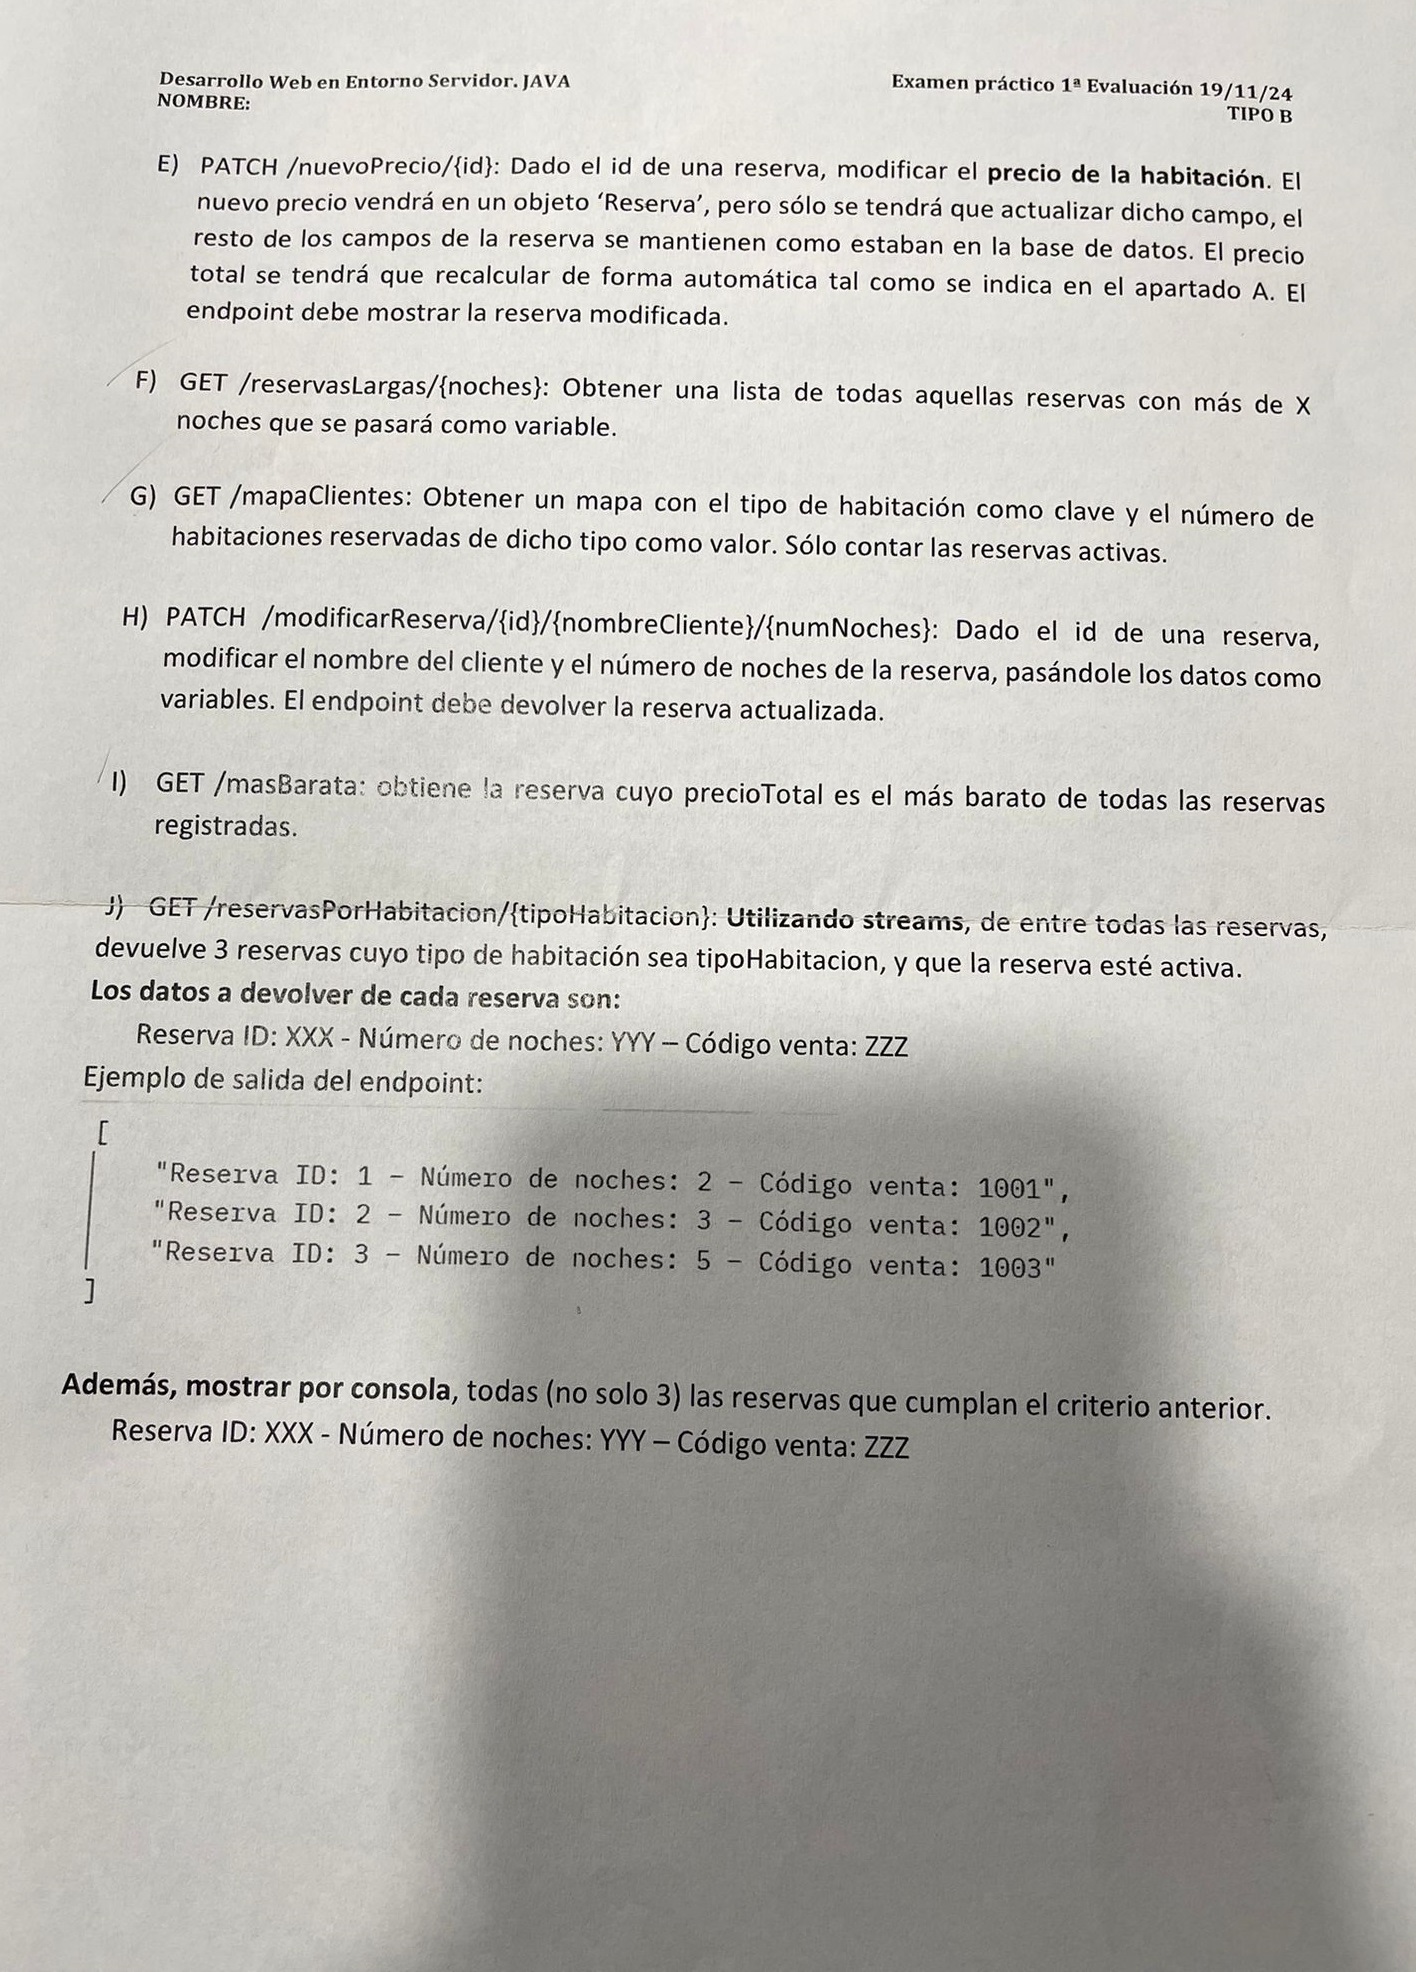 Desarrollo Web en Entorno Servidor. JAVA
NOMBRE:
Examen práctico 1ª Evaluación 19/11/24
TIPO B
E) PATCH /nuevoPrecio/{id}: Dado el id de una reserva, modificar el precio de la habitación. El
nuevo precio vendrá en un objeto ‘Reserva’, pero sólo se tendrá que actualizar dicho campo, el
resto de los campos de la reserva se mantienen como estaban en la base de datos. El precio
total se tendrá que recalcular de forma automática tal como se indica en el apartado A. El
endpoint debe mostrar la reserva modificada.
F) GET /reservasLargas/{noches}: Obtener una lista de todas aquellas reservas con más de X
noches que se pasará como variable.
G) GET /mapaClientes: Obtener un mapa con el tipo de habitación como clave y el número de
habitaciones reservadas de dicho tipo como valor. Sólo contar las reservas activas.
H) PATCH /modificarReserva/{id}/{nombreCliente}/{numNoches}: Dado el id de una reserva,
modificar el nombre del cliente y el número de noches de la reserva, pasándole los datos como
variables. El endpoint debe devolver la reserva actualizada.
I) GET /masBarata: obtiene la reserva cuyo precioTotal es el más barato de todas las reservas
registradas.
J) GET /reservasPorHabitacion/{tipoHabitacion}: Utilizando streams, de entre todas las reservas,
devuelve 3 reservas cuyo tipo de habitación sea tipoHabitacion, y que la reserva esté activa.
Los datos a devolver de cada reserva son:
Reserva ID: XXX - Número de noches: YYY – Código venta: ZZZ
Ejemplo de salida del endpoint:
[
"Reserva ID: 1 - Número de noches: 2 - Código venta: 1001",
"Reserva ID: 2 - Número de noches: 3 - Código venta: 1002",
"Reserva ID: 3 - Número de noches: 5 - Código venta: 1003"
]
Además, mostrar por consola, todas (no solo 3) las reservas que cumplan el criterio anterior.
Reserva ID: XXX - Número de noches: YYY – Código venta: ZZZ